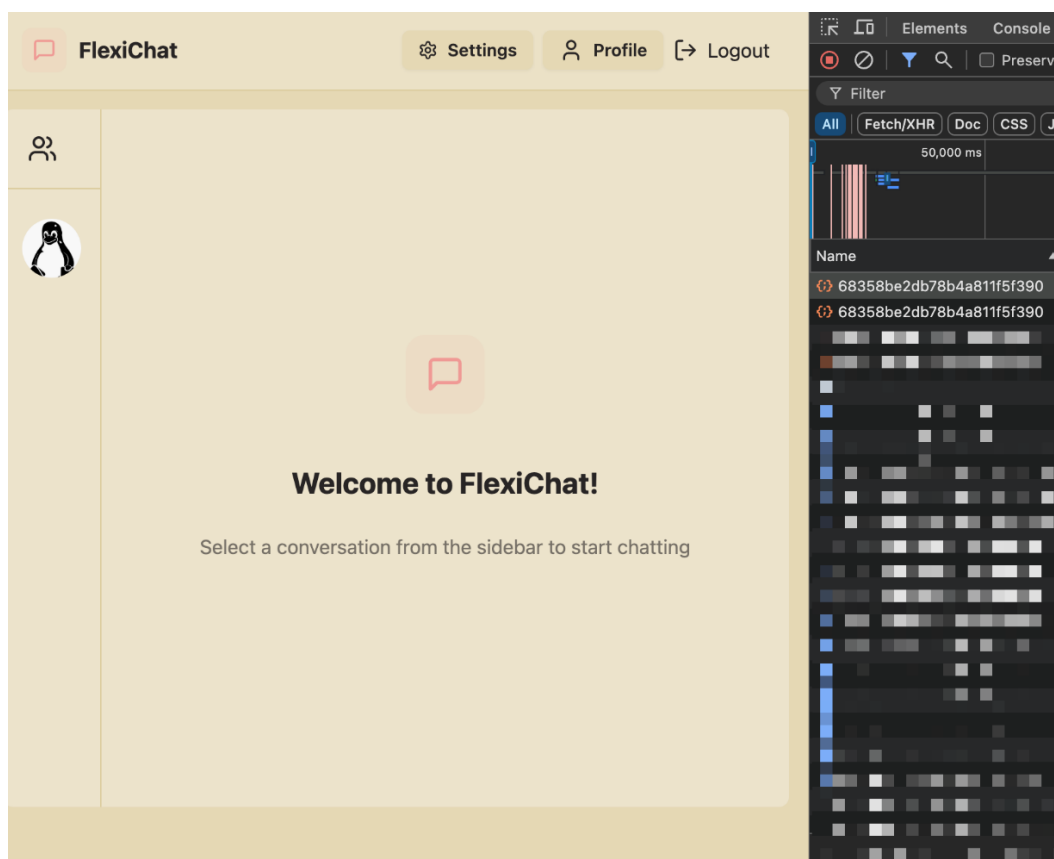 FlexiChat
Settings
Profile
Logout
Welcome to FlexiChat!
Select a conversation from the sidebar to start chatting
Elements
Console
Preserv
Filter
All
Fetch/XHR
Doc
CSS
J
50,000 ms
Name
68358be2db78b4a811f5f390
68358be2db78b4a811f5f390